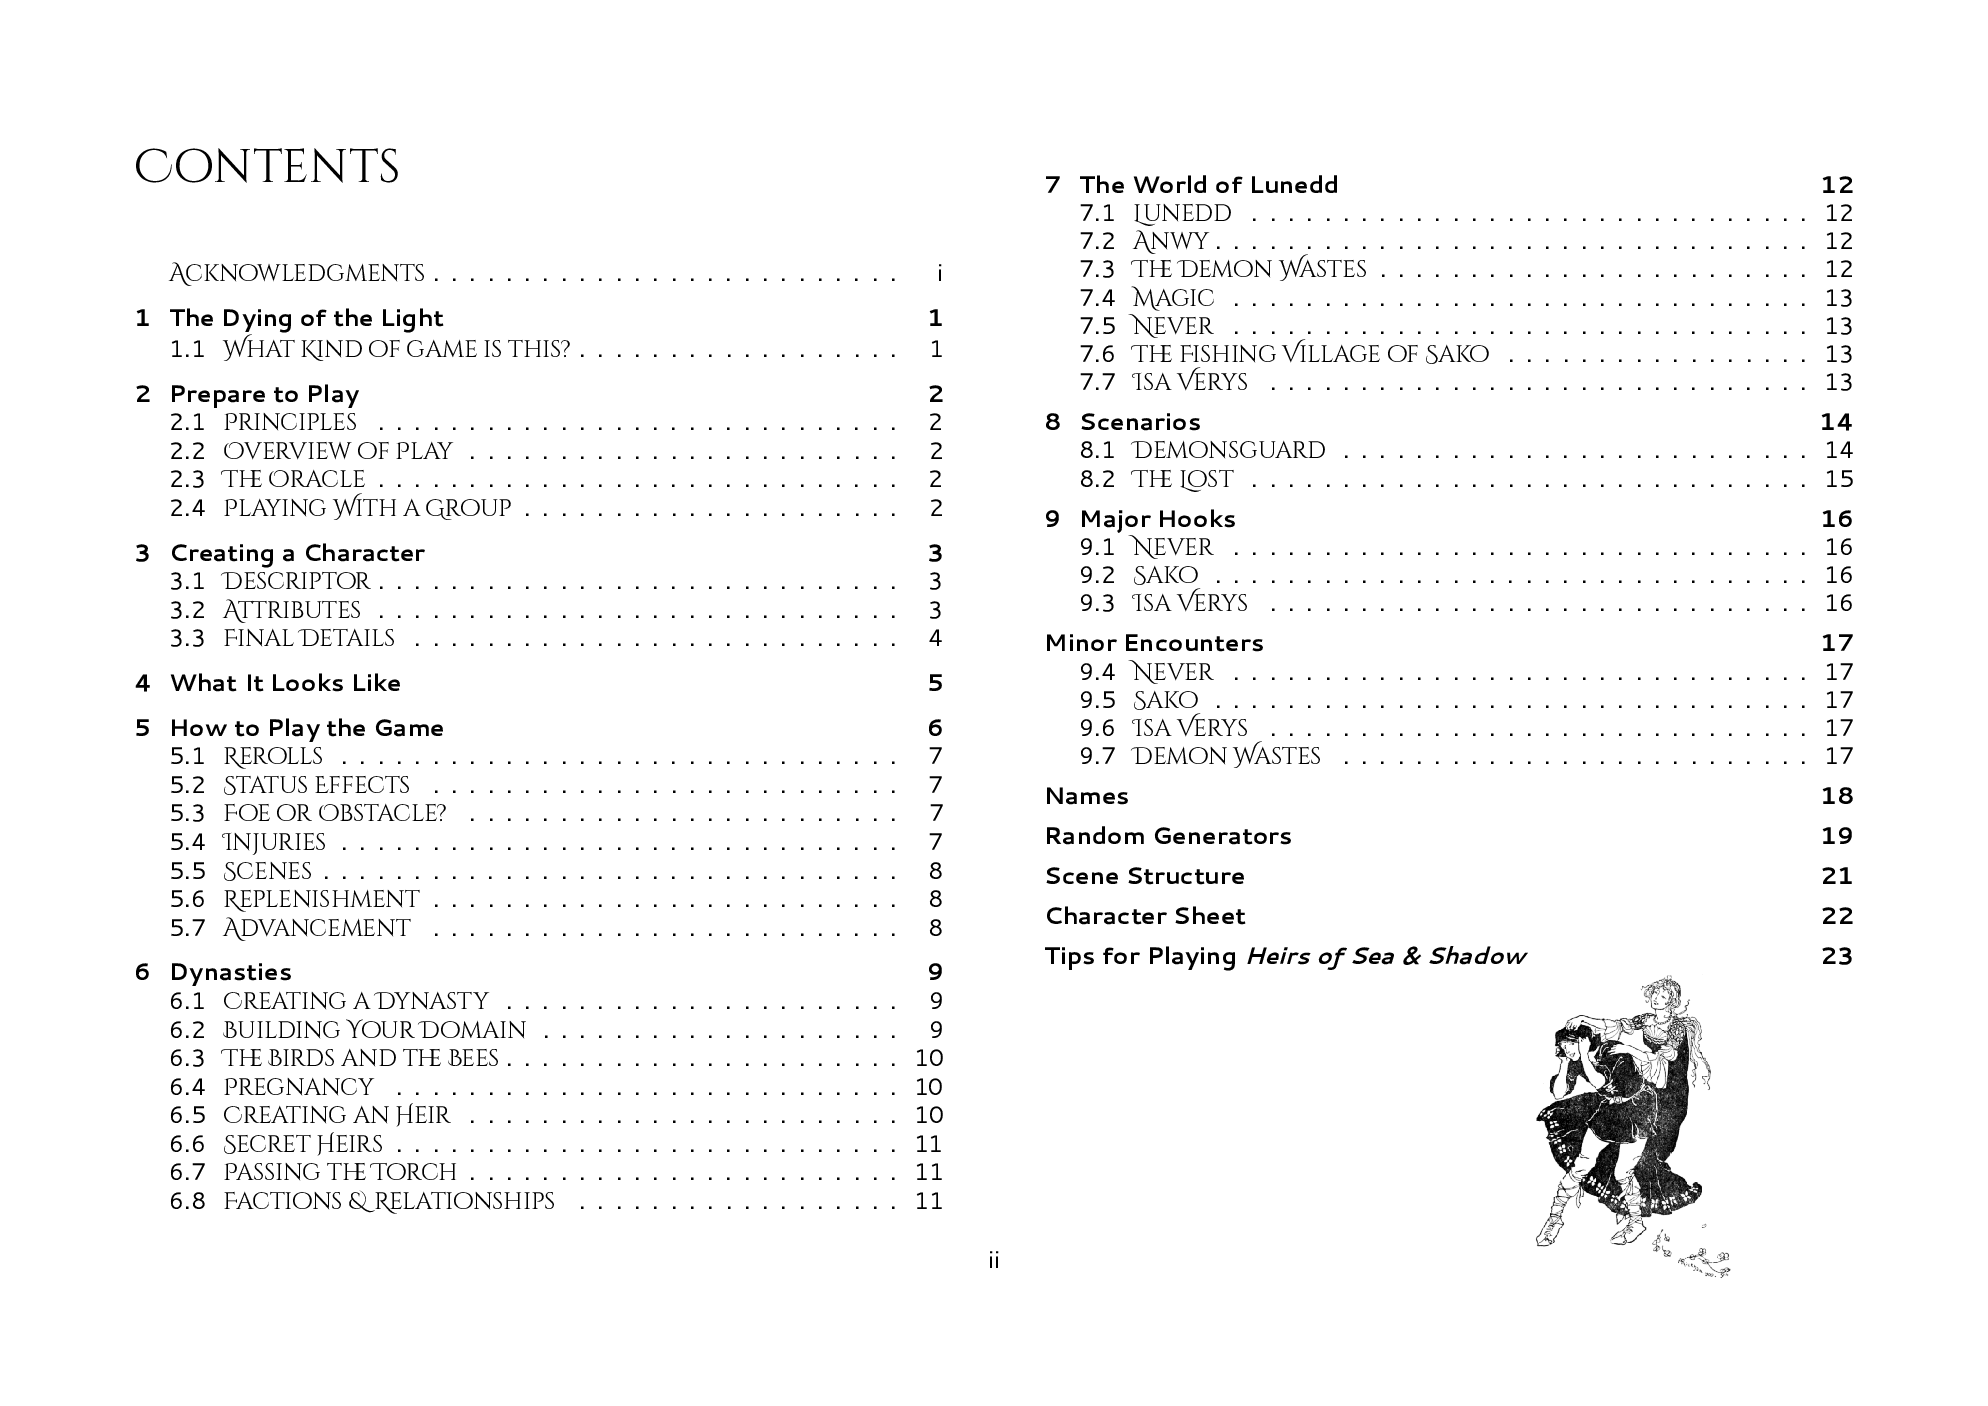 Contents
Acknowledgments . . . . . . . . . . . . . . . . . . . . . . . . . . i
1 The Dying of the Light 1
1.1 What Kind of game is this? . . . . . . . . . . . . . . . . . . 1
2 Prepare to Play 2
2.1 Principles . . . . . . . . . . . . . . . . . . . . . . . . . . . . . 2
2.2 Overview of Play . . . . . . . . . . . . . . . . . . . . . . . . 2
2.3 The Oracle . . . . . . . . . . . . . . . . . . . . . . . . . . . . . 2
2.4 Playing With a Group . . . . . . . . . . . . . . . . . . . . . 2
3 Creating a Character 3
3.1 Descriptor . . . . . . . . . . . . . . . . . . . . . . . . . . . . . 3
3.2 Attributes . . . . . . . . . . . . . . . . . . . . . . . . . . . . . 3
3.3 Final Details . . . . . . . . . . . . . . . . . . . . . . . . . . . 4
4 What It Looks Like 5
5 How to Play the Game 6
5.1 Rerolls . . . . . . . . . . . . . . . . . . . . . . . . . . . . . . . 7
5.2 Status Effects . . . . . . . . . . . . . . . . . . . . . . . . . . 7
5.3 Foe or Obstacle? . . . . . . . . . . . . . . . . . . . . . . . . 7
5.4 Injuries . . . . . . . . . . . . . . . . . . . . . . . . . . . . . . . 7
5.5 Scenes . . . . . . . . . . . . . . . . . . . . . . . . . . . . . . . . 8
5.6 Replenishment . . . . . . . . . . . . . . . . . . . . . . . . . . 8
5.7 Advancement . . . . . . . . . . . . . . . . . . . . . . . . . . 8
6 Dynasties 9
6.1 Creating a Dynasty . . . . . . . . . . . . . . . . . . . . . . 9
6.2 Building Your Domain . . . . . . . . . . . . . . . . . . . . 9
6.3 The Birds and the Bees . . . . . . . . . . . . . . . . . . . . . . 10
6.4 Pregnancy . . . . . . . . . . . . . . . . . . . . . . . . . . . . 10
6.5 Creating an Heir . . . . . . . . . . . . . . . . . . . . . . . . 10
6.6 Secret Heirs . . . . . . . . . . . . . . . . . . . . . . . . . . . . 11
6.7 Passing the Torch . . . . . . . . . . . . . . . . . . . . . . . . 11
6.8 Factions & Relationships . . . . . . . . . . . . . . . . . . 11
7 The World of Lunedd 12
7.1 Lunedd . . . . . . . . . . . . . . . . . . . . . . . . . . . . . . . 12
7.2 Anwy . . . . . . . . . . . . . . . . . . . . . . . . . . . . . . . . . 12
7.3 The Demon Wastes . . . . . . . . . . . . . . . . . . . . . . . . 12
7.4 Magic . . . . . . . . . . . . . . . . . . . . . . . . . . . . . . . . 13
7.5 Never . . . . . . . . . . . . . . . . . . . . . . . . . . . . . . . . 13
7.6 The Fishing Village of Sako . . . . . . . . . . . . . . . . . 13
7.7 Isa Verys . . . . . . . . . . . . . . . . . . . . . . . . . . . . . . 13
8 Scenarios 14
8.1 Demonsguard . . . . . . . . . . . . . . . . . . . . . . . . . . 14
8.2 The Lost . . . . . . . . . . . . . . . . . . . . . . . . . . . . . . . 15
9 Major Hooks 16
9.1 Never . . . . . . . . . . . . . . . . . . . . . . . . . . . . . . . . 16
9.2 Sako . . . . . . . . . . . . . . . . . . . . . . . . . . . . . . . . . 16
9.3 Isa Verys . . . . . . . . . . . . . . . . . . . . . . . . . . . . . . 16
Minor Encounters 17
9.4 Never . . . . . . . . . . . . . . . . . . . . . . . . . . . . . . . . 17
9.5 Sako . . . . . . . . . . . . . . . . . . . . . . . . . . . . . . . . . 17
9.6 Isa Verys . . . . . . . . . . . . . . . . . . . . . . . . . . . . . . 17
9.7 Demon Wastes . . . . . . . . . . . . . . . . . . . . . . . . . . 17
Names 18
Random Generators 19
Scene Structure 21
Character Sheet 22
Tips for Playing Heirs of Sea & Shadow 23
ii